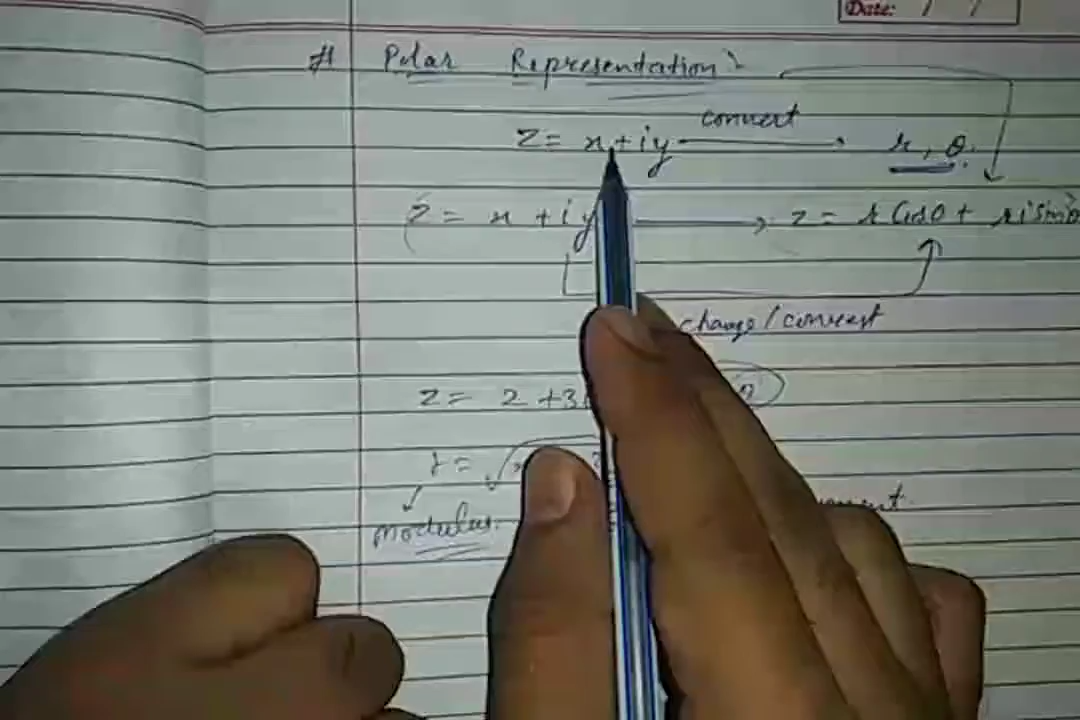 Date: / /
# Polar Representation:
z = x + iy convert r, θ.
z = x + iy → z = r Cosθ + r i sinθ
change / convert
z = 2 + 3i
r = √
modulus.